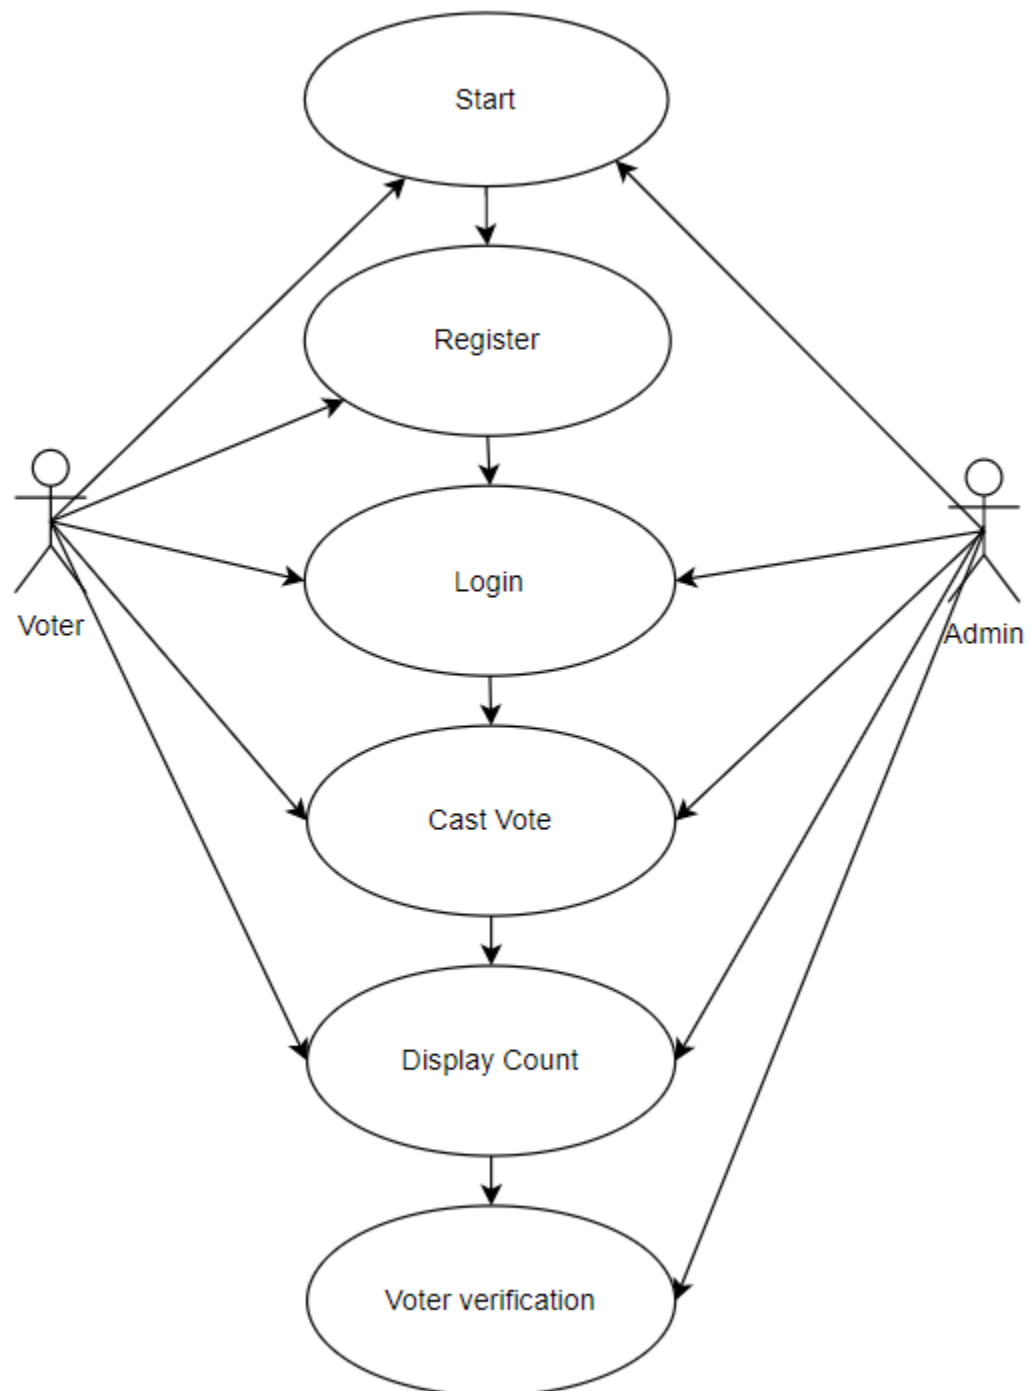 Start
Register
Login
Voter
Admin
Cast Vote
Display Count
Voter verification